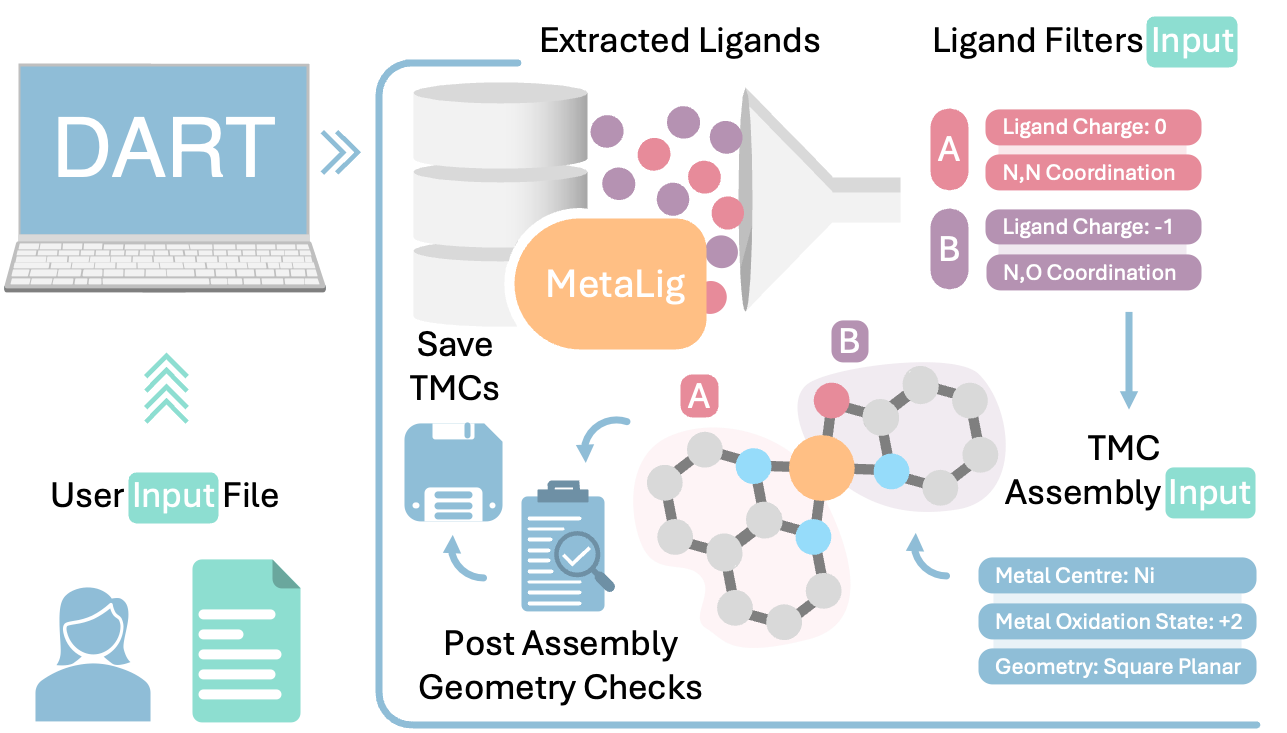 DART
User Input File
Extracted Ligands
MetaLig
Ligand Filters Input
A
Ligand Charge: 0
N,N Coordination
B
Ligand Charge: -1
N,O Coordination
TMC
Assembly Input
Metal Centre: Ni
Metal Oxidation State: +2
Geometry: Square Planar
B
A
Post Assembly
Geometry Checks
Save
TMCs